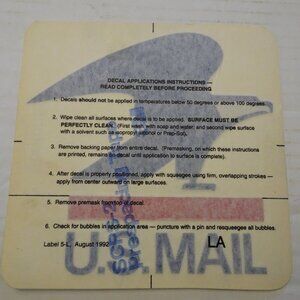 DECAL APPLICATIONS INSTRUCTIONS —
READ COMPLETELY BEFORE PROCEEDING
1. Decals should not be applied in temperatures below 50 degrees or above 100 degrees.
2. Wipe clean all surfaces where decal is to be applied. SURFACE MUST BE
PERFECTLY CLEAN. (First wash with soap and water; and second wipe surface
with a solvent such as isopropyl alcohol or Prep-Sol).
3. Remove backing paper from entire decal. (Premasking, on which these instructions
are printed, remains on decal until application to surface is complete).
4. After decal is properly positioned, apply with squeegee using firm, overlapping strokes —
apply from center outward on large surfaces.
5. Remove premask from top of decal.
6. Check for bubbles in application area — puncture with a pin and resqueegee all bubbles.
Label 5-L, August 1992
LA
U.S. MAIL